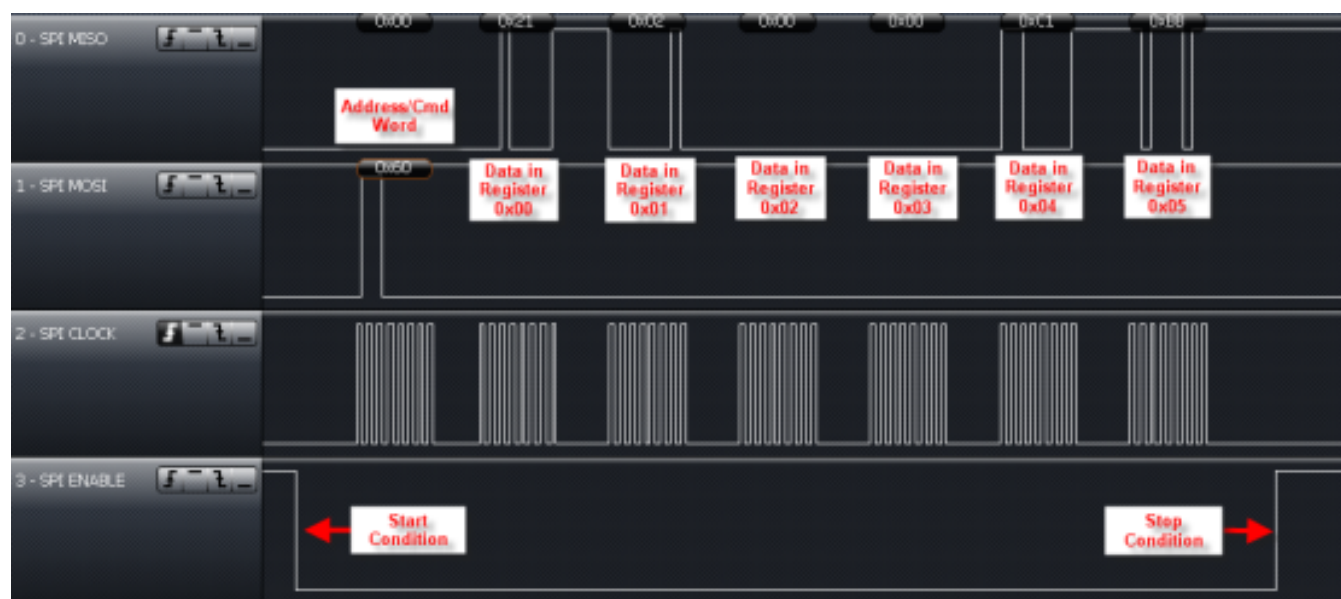 0x00 0x21 0x02 0x00 0x00 0xC1 0xBB
0 - SPI MISO
Address/Cmd
Word
0x60
1 - SPI MOSI
Data in
Register
0x00
Data in
Register
0x01
Data in
Register
0x02
Data in
Register
0x03
Data in
Register
0x04
Data in
Register
0x05
2 - SPI CLOCK
3 - SPI ENABLE
Start
Condition
Stop
Condition